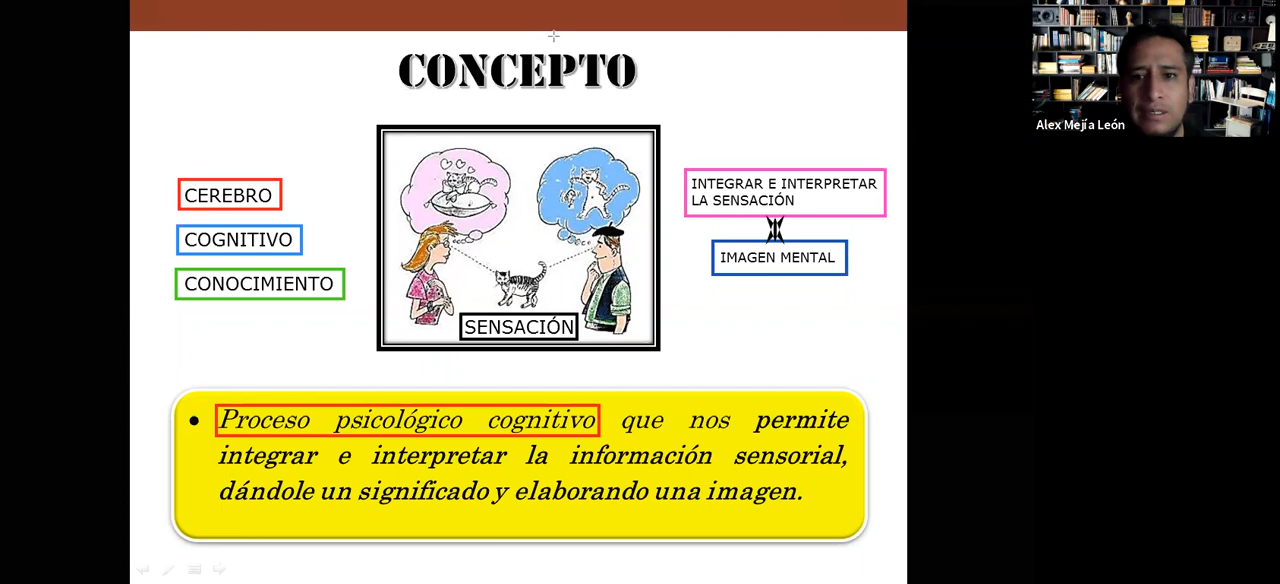 CONCEPTO
Alex Mejía León
CEREBRO
COGNITIVO
CONOCIMIENTO
SENSACIÓN
INTEGRAR E INTERPRETAR
LA SENSACIÓN
IMAGEN MENTAL
• Proceso psicológico cognitivo que nos permite
integrar e interpretar la información sensorial,
dándole un significado y elaborando una imagen.